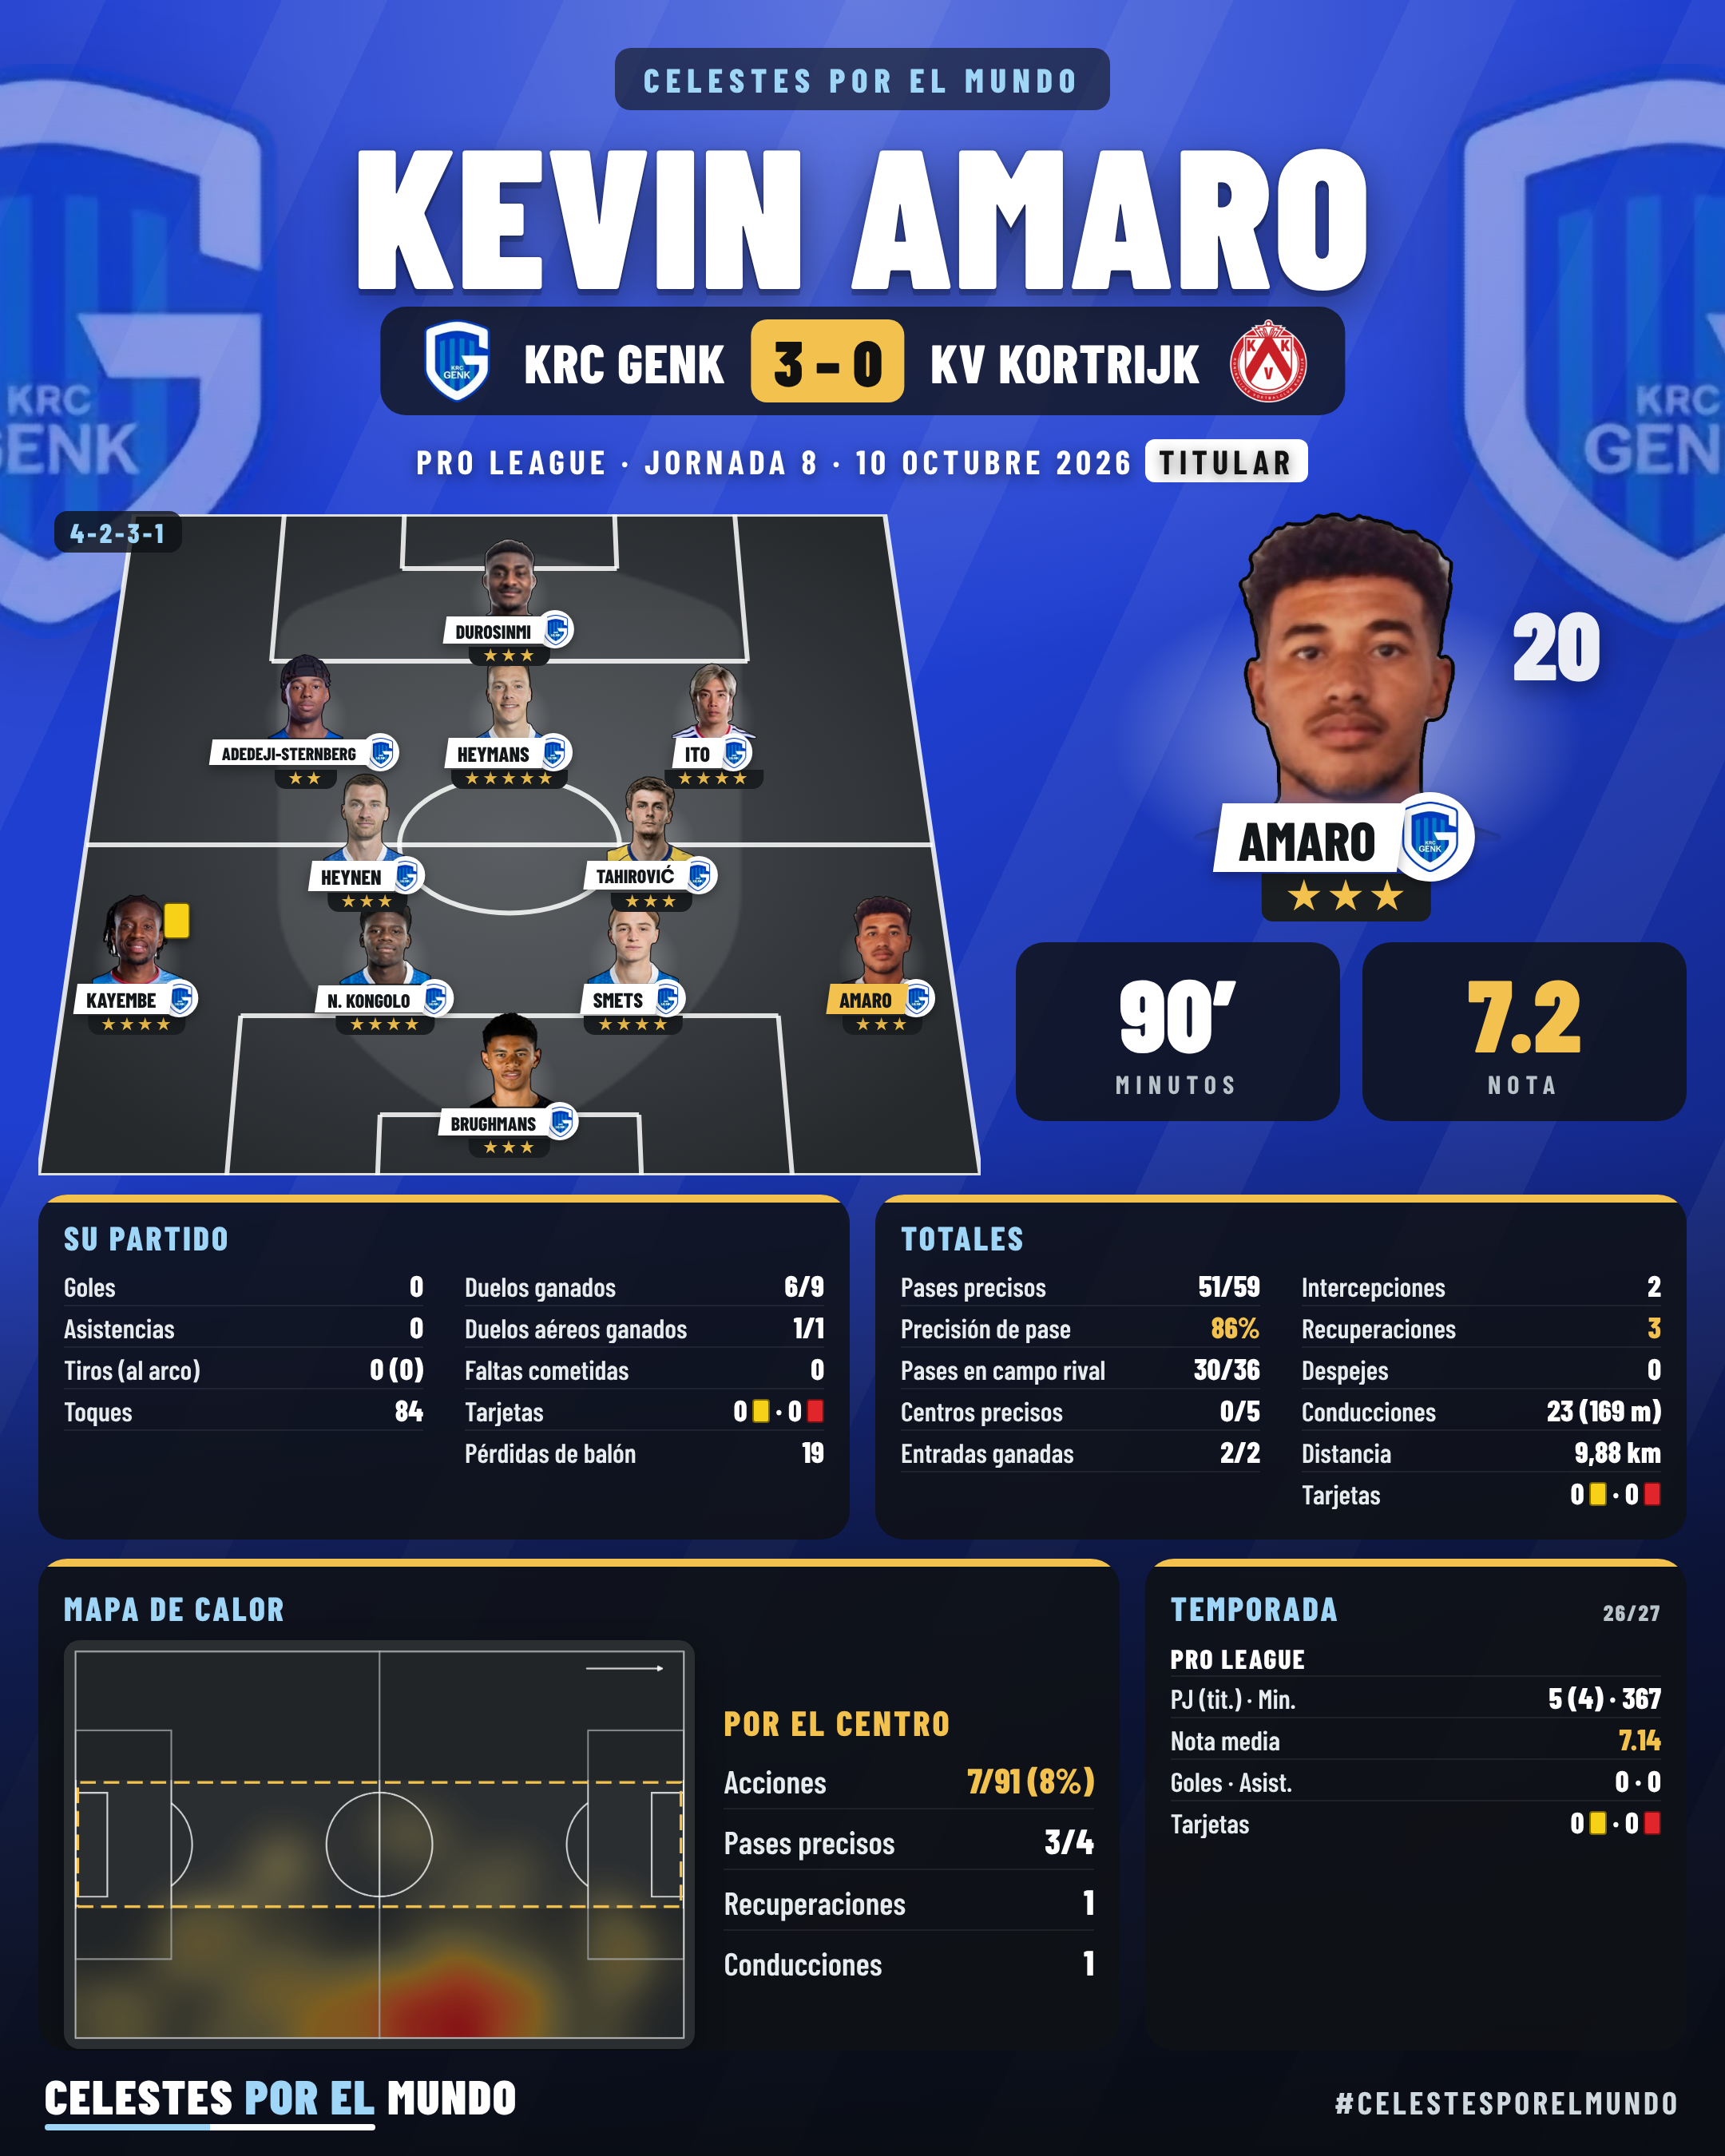 CELESTES POR EL MUNDO
KEVIN AMARO
KRC GENK 3 – 0 KV KORTRIJK
PRO LEAGUE · JORNADA 8 · 10 OCTUBRE 2026 TITULAR
4-2-3-1
DUROSINMI
ADEDEJI-STERNBERG
HEYMANS
ITO
HEYNEN
TAHIROVIĆ
KAYEMBE
N. KONGOLO
SMETS
AMARO
BRUGHMANS
20
AMARO
90’
MINUTOS
7.2
NOTA
SU PARTIDO
Goles 0
Asistencias 0
Tiros (al arco) 0 (0)
Toques 84
Duelos ganados 6/9
Duelos aéreos ganados 1/1
Faltas cometidas 0
Tarjetas 0 · 0
Pérdidas de balón 19
TOTALES
Pases precisos 51/59
Precisión de pase 86%
Pases en campo rival 30/36
Centros precisos 0/5
Entradas ganadas 2/2
Intercepciones 2
Recuperaciones 3
Despejes 0
Conducciones 23 (169 m)
Distancia 9,88 km
Tarjetas 0 · 0
MAPA DE CALOR
POR EL CENTRO
Acciones 7/91 (8%)
Pases precisos 3/4
Recuperaciones 1
Conducciones 1
TEMPORADA 26/27
PRO LEAGUE
PJ (tit.) · Min. 5 (4) · 367
Nota media 7.14
Goles · Asist. 0 · 0
Tarjetas 0 · 0
CELESTES POR EL MUNDO
#CELESTESPORELMUNDO